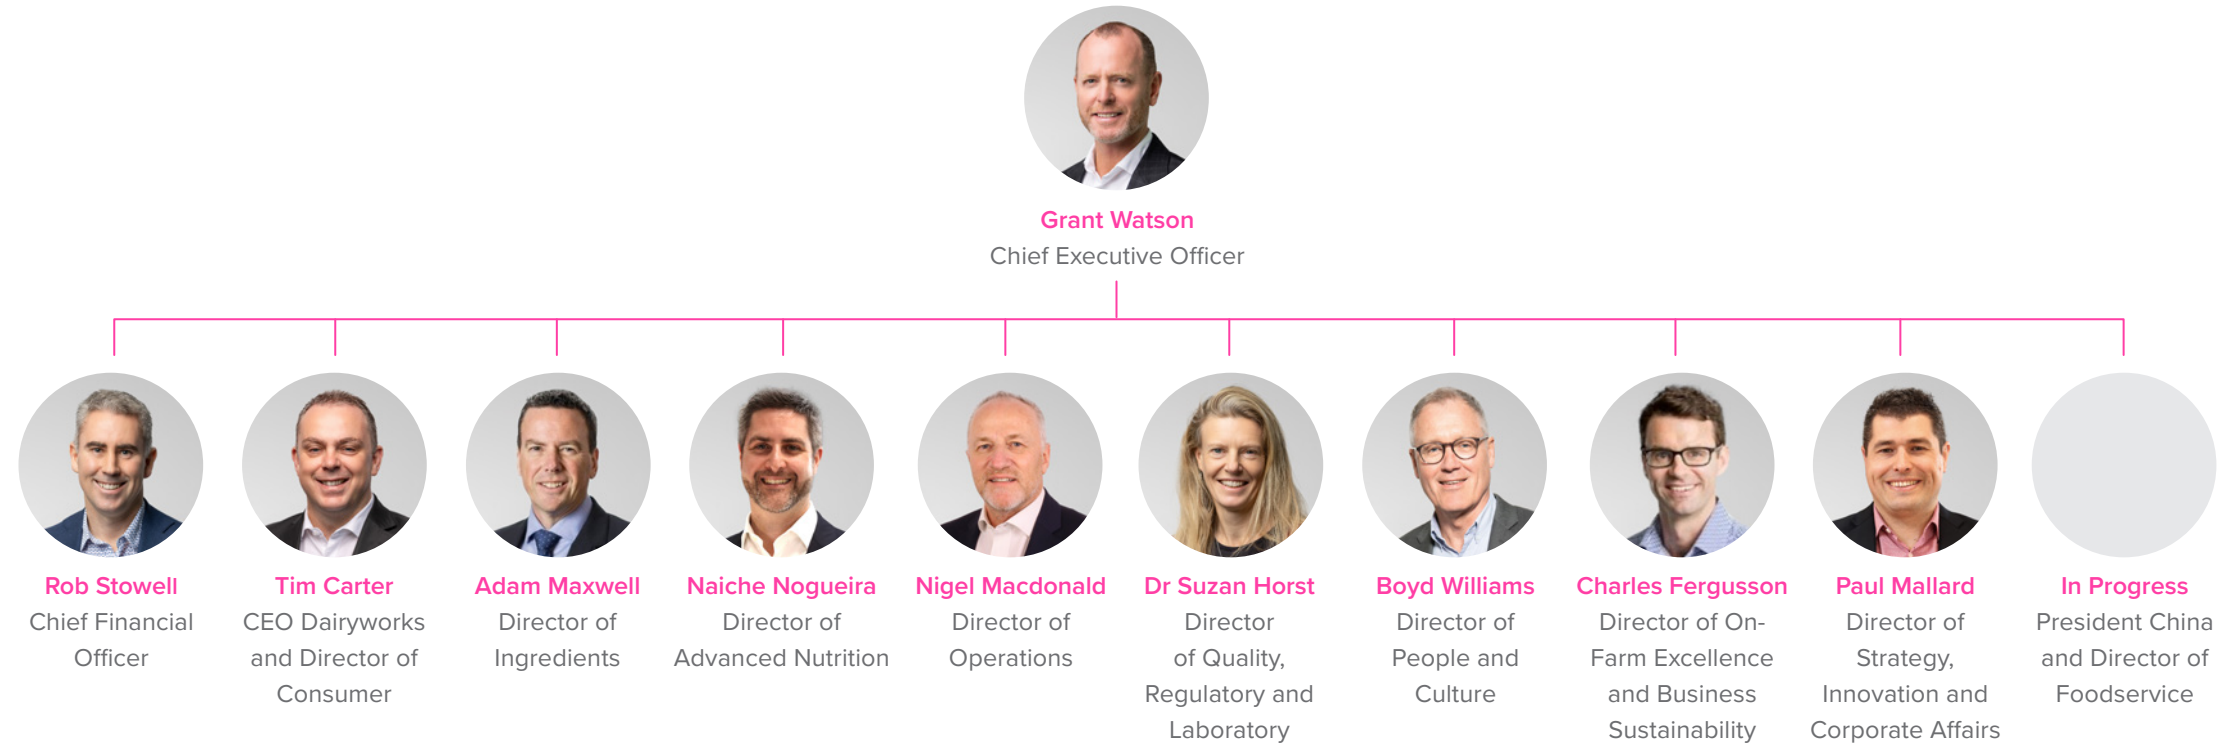 Grant Watson
Chief Executive Officer
Rob Stowell
Chief Financial
Officer
Tim Carter
CEO Dairyworks
and Director of
Consumer
Adam Maxwell
Director of
Ingredients
Naiche Nogueira
Director of
Advanced Nutrition
Nigel Macdonald
Director of
Operations
Dr Suzan Horst
Director
of Quality,
Regulatory and
Laboratory
Boyd Williams
Director of
People and
Culture
Charles Fergusson
Director of On-
Farm Excellence
and Business
Sustainability
Paul Mallard
Director of
Strategy,
Innovation and
Corporate Affairs
In Progress
President China
and Director of
Foodservice